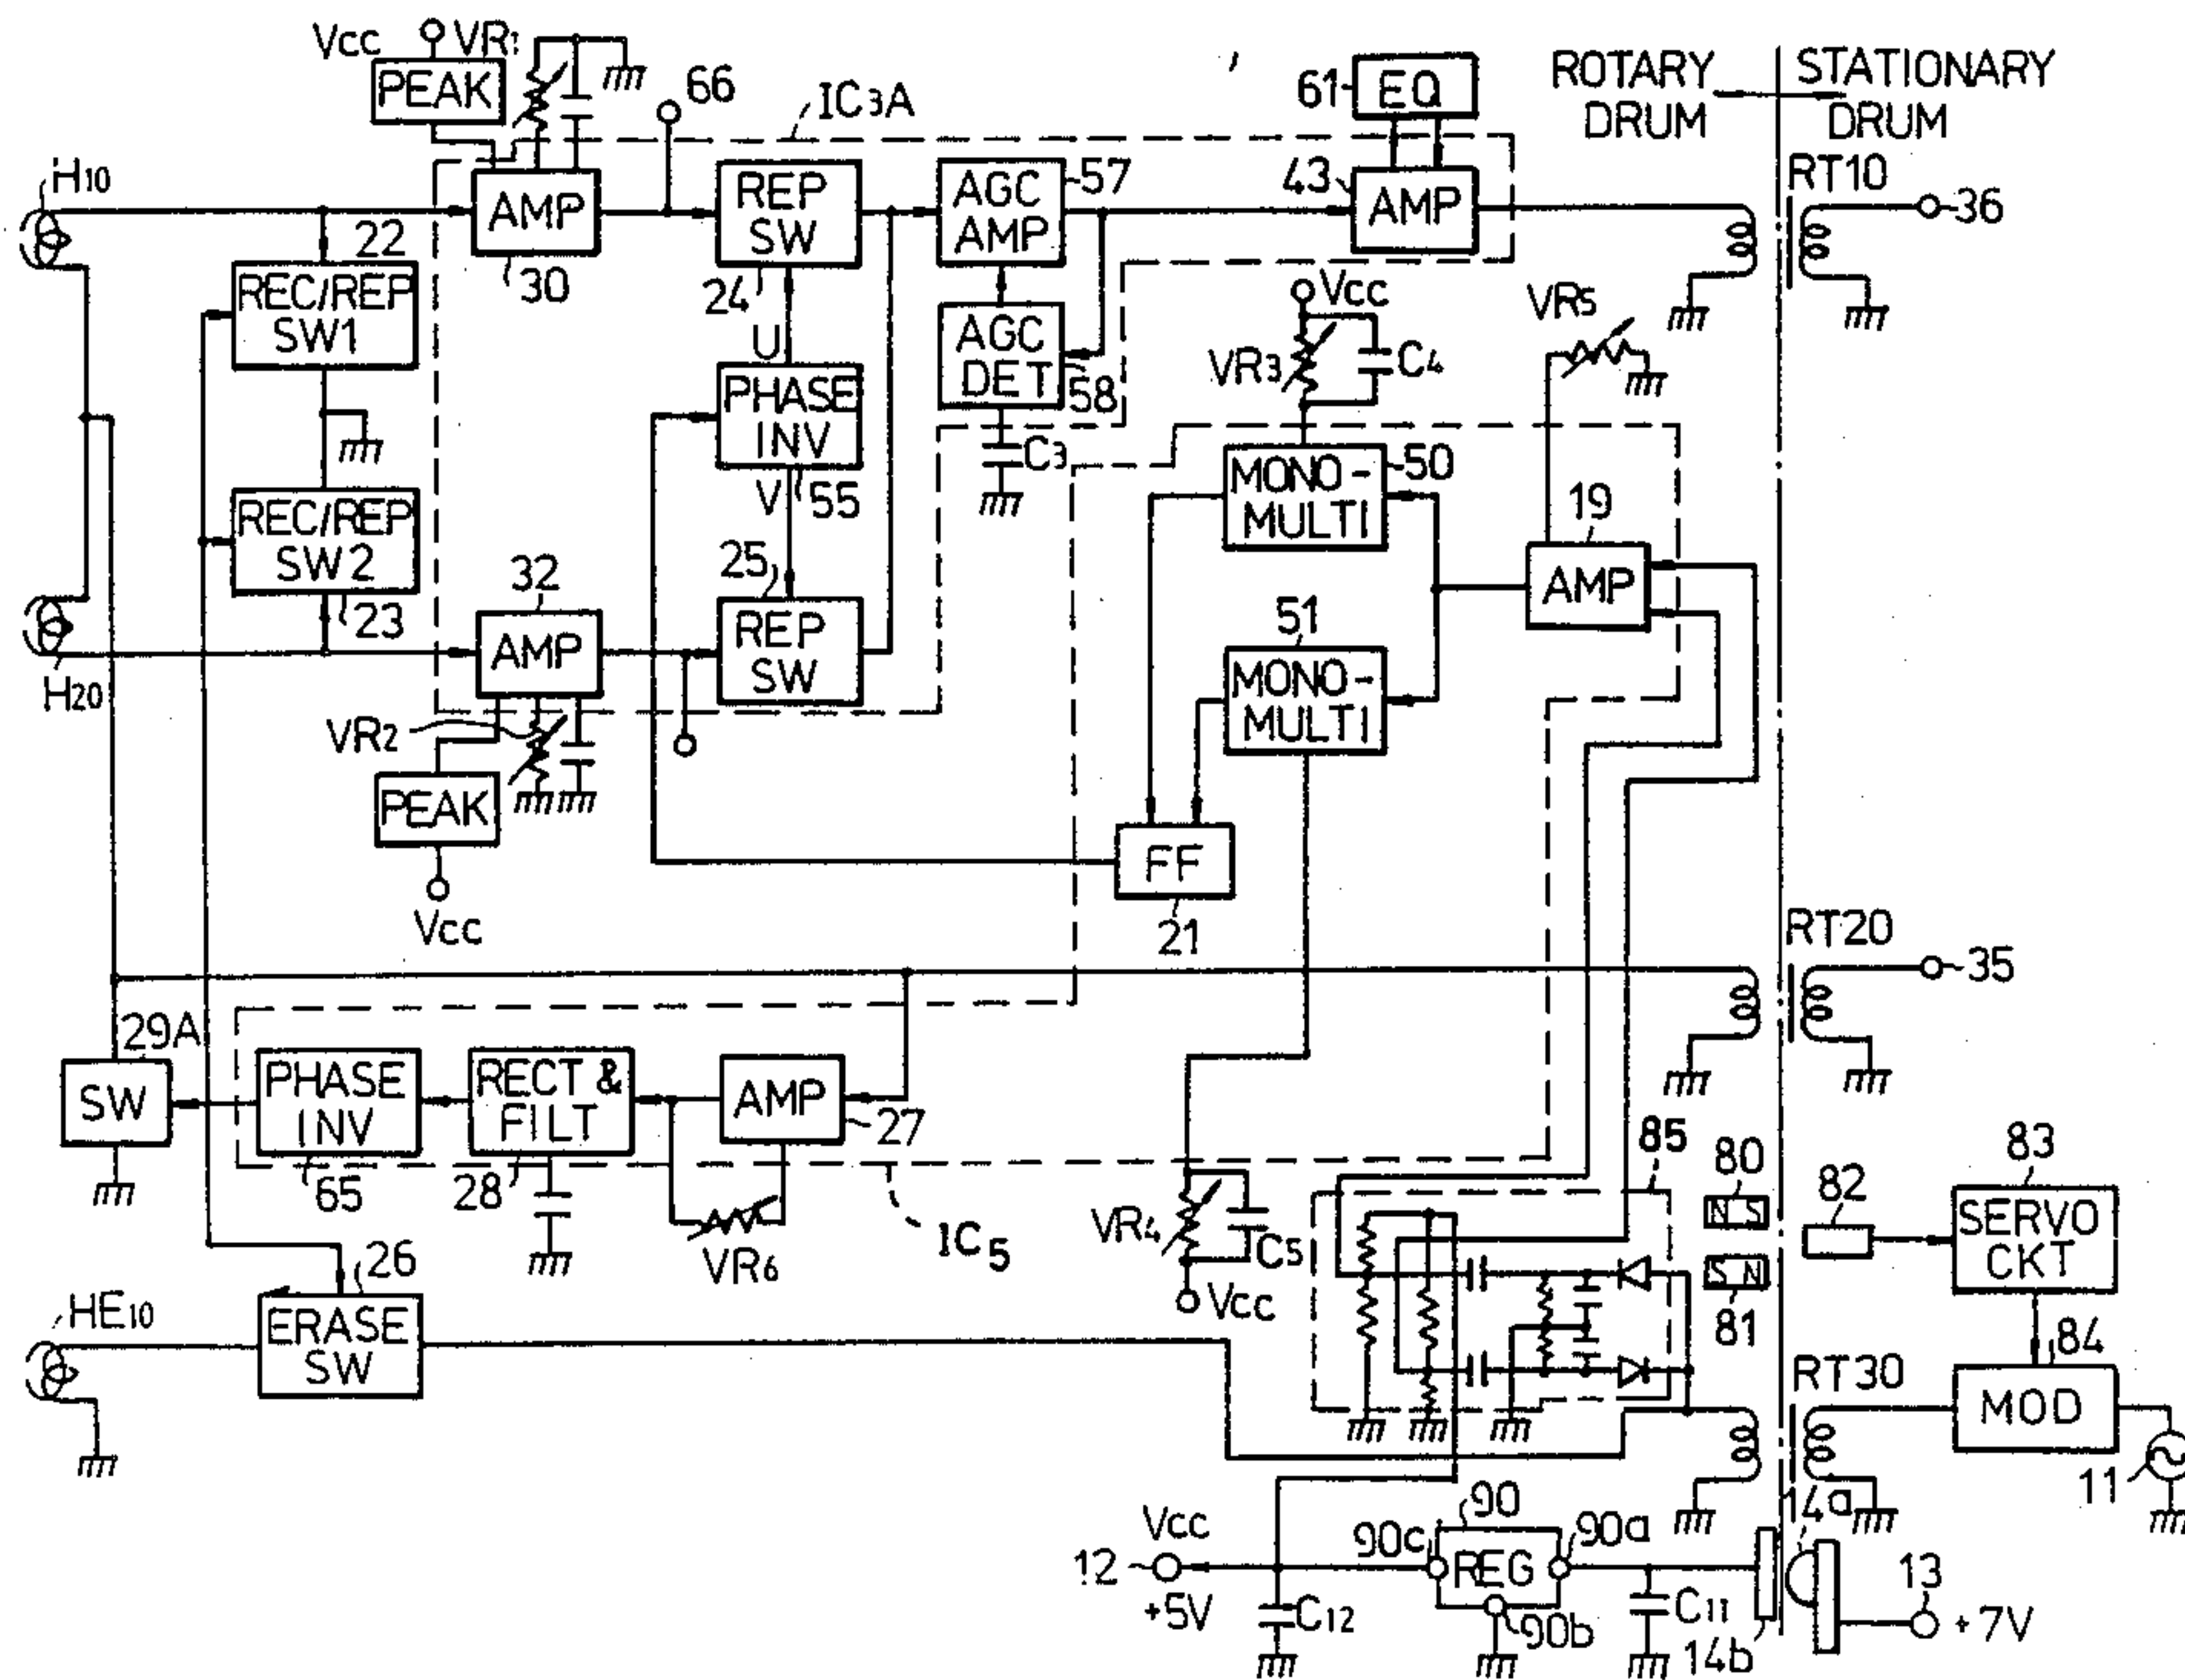 Vcc
VR1
PEAK
66
IC3A
61
EQ
ROTARY
DRUM
STATIONARY
DRUM
H10
AMP
30
REP
SW
24
AGC
AMP
57
43
AMP
RT10
36
22
REC/REP
SW1
U
AGC
DET
58
Vcc
VR3
C4
VR5
PHASE
INV
V
55
C3
MONO-
MULTI
50
19
AMP
REC/REP
SW2
23
32
AMP
25
REP
SW
51
MONO-
MULTI
H20
VR2
PEAK
Vcc
FF
21
RT20
35
29A
SW
PHASE
INV
65
RECT &
FILT
28
AMP
27
VR6
IC5
VR4
C5
Vcc
85
80
N S
S N
81
82
83
SERVO
CKT
84
MOD
11
RT30
HE10
26
ERASE
SW
Vcc
12
+5V
C12
90c
90
REG
90a
90b
C11
14b
14a
13
+7V